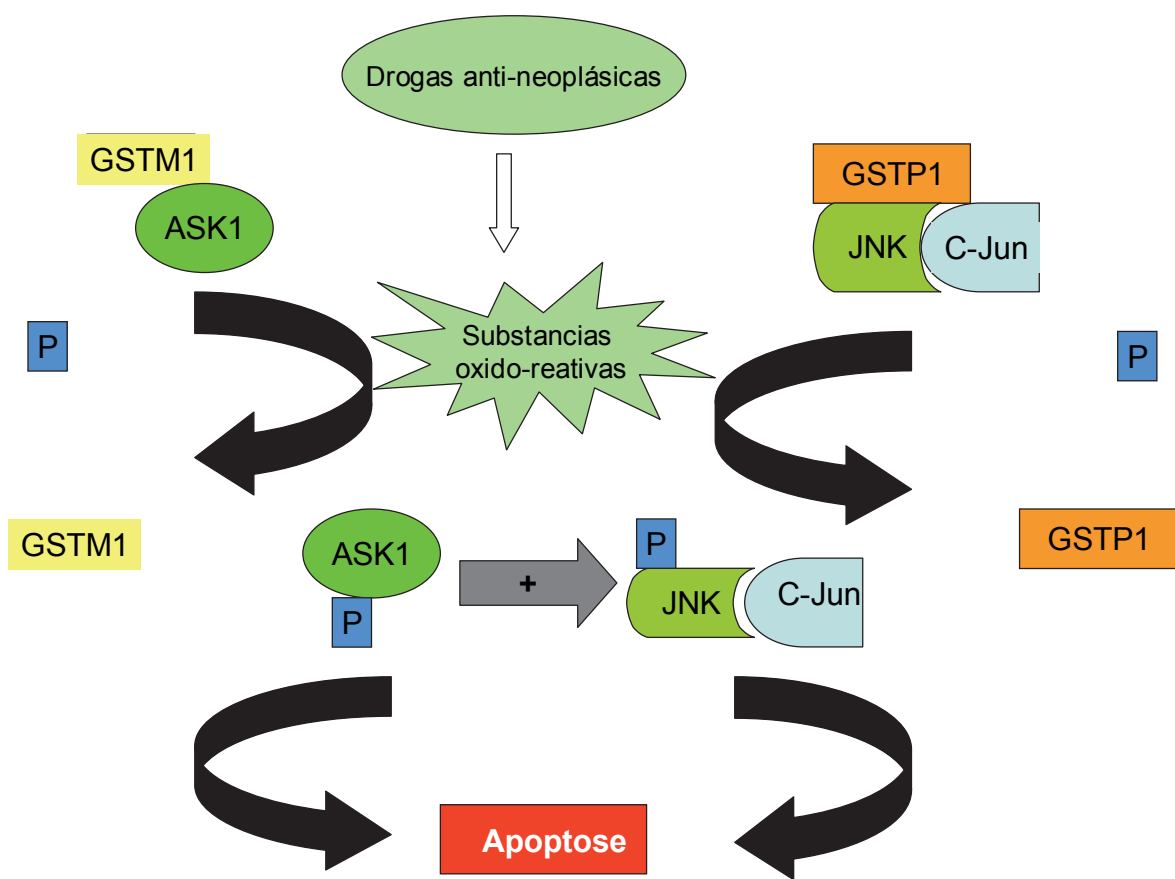 Drogas anti-neoplásicas
GSTM1
GSTP1
ASK1
JNK
C-Jun
Substancias
oxido-reativas
P
P
GSTM1
ASK1
P
+
P
JNK
C-Jun
GSTP1
Apoptose